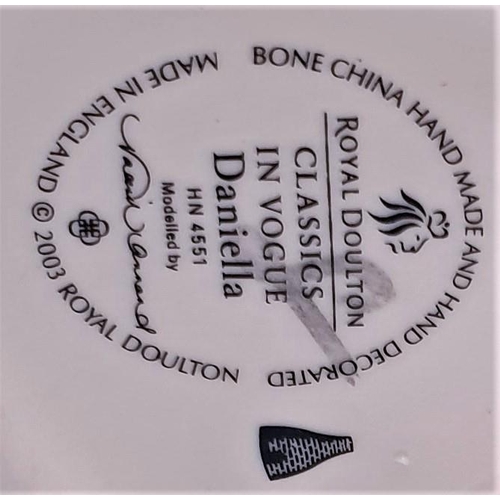 BONE CHINA HAND MADE AND HAND DECORATED
MADE IN ENGLAND © 2003 ROYAL DOULTON
ROYAL DOULTON
CLASSICS
IN VOGUE
Daniella
HN 4551
Modelled by